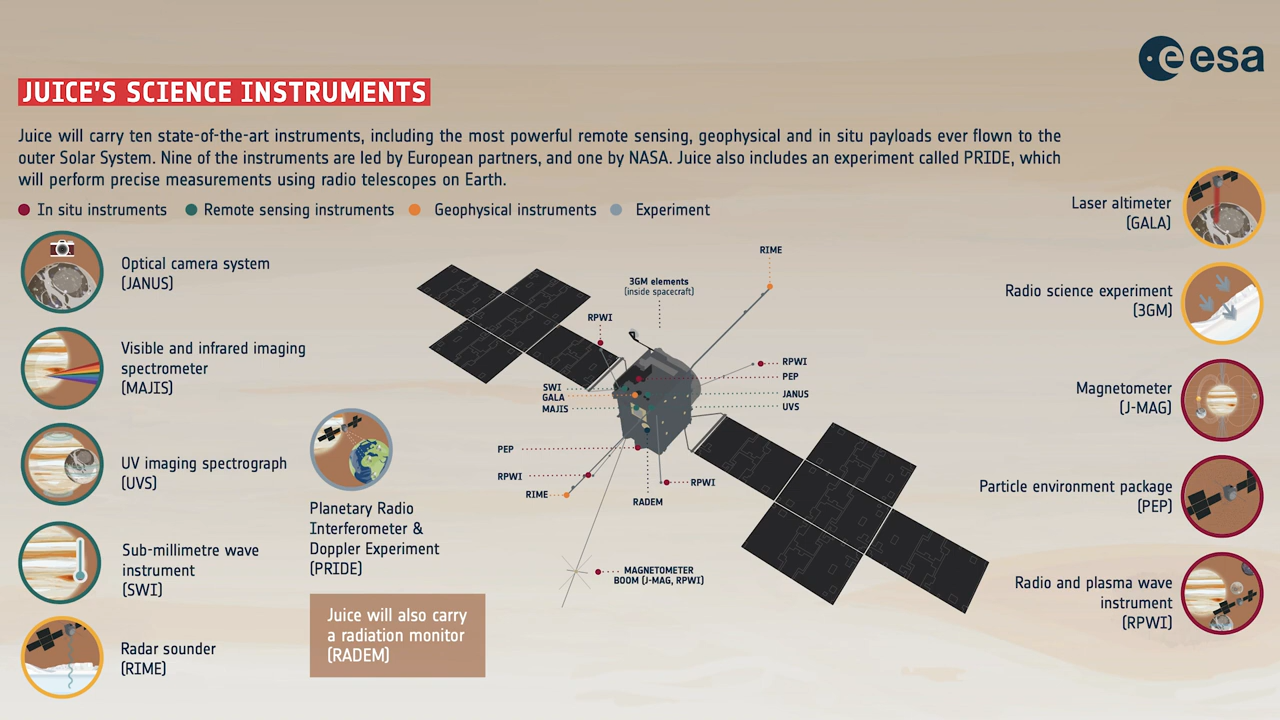 esa
JUICE'S SCIENCE INSTRUMENTS
Juice will carry ten state-of-the-art instruments, including the most powerful remote sensing, geophysical and in situ payloads ever flown to the
outer Solar System. Nine of the instruments are led by European partners, and one by NASA. Juice also includes an experiment called PRIDE, which
will perform precise measurements using radio telescopes on Earth.
In situ instruments
Remote sensing instruments
Geophysical instruments
Experiment
Optical camera system
(JANUS)
Visible and infrared imaging
spectrometer
(MAJIS)
UV imaging spectrograph
(UVS)
Sub-millimetre wave
instrument
(SWI)
Radar sounder
(RIME)
Planetary Radio
Interferometer &
Doppler Experiment
(PRIDE)
Juice will also carry
a radiation monitor
(RADEM)
RIME
3GM elements
(inside spacecraft)
RPWI
RPWI
PEP
SWI
GALA
MAJIS
JANUS
UVS
PEP
RPWI
RIME
RPWI
RADEM
MAGNETOMETER
BOOM (J-MAG, RPWI)
Laser altimeter
(GALA)
Radio science experiment
(3GM)
Magnetometer
(J-MAG)
Particle environment package
(PEP)
Radio and plasma wave
instrument
(RPWI)